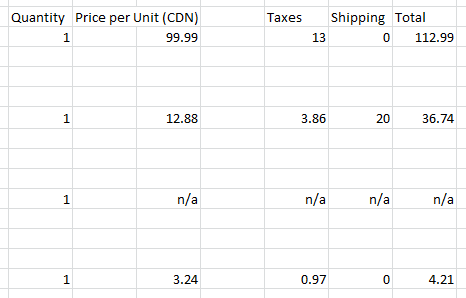 Quantity Price per Unit (CDN) Taxes Shipping Total
1 99.99 13 0 112.99
1 12.88 3.86 20 36.74
1 n/a n/a n/a n/a
1 3.24 0.97 0 4.21